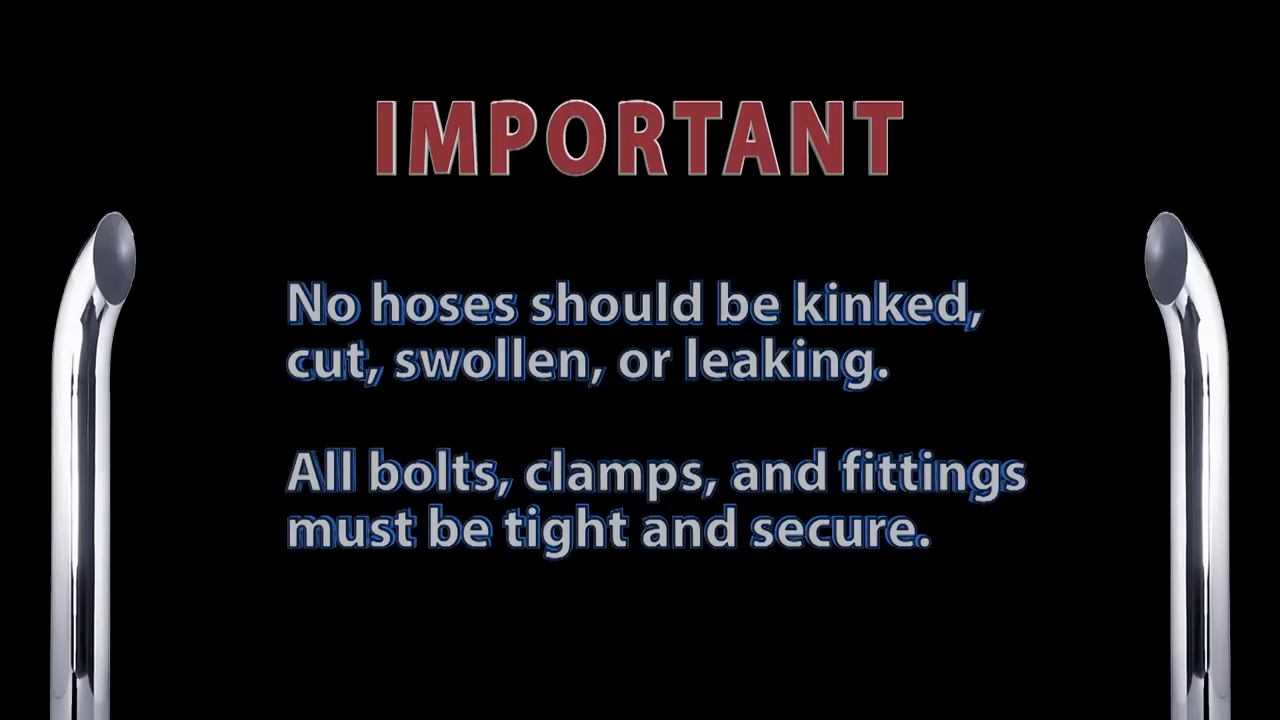 IMPORTANT
No hoses should be kinked,
cut, swollen, or leaking.
All bolts, clamps, and fittings
must be tight and secure.